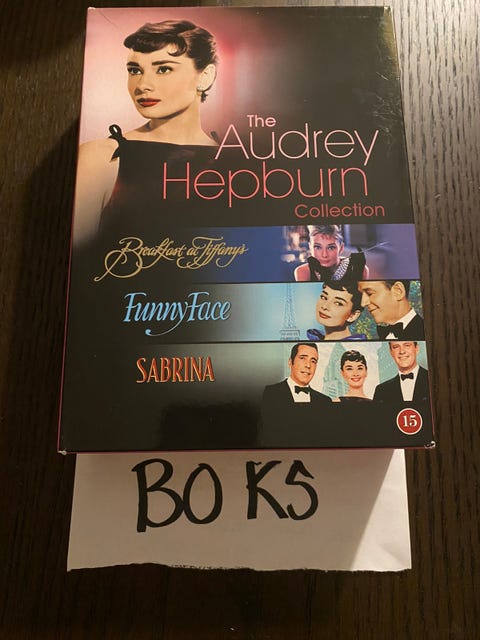 The
Audrey
Hepburn
Collection
Breakfast at Tiffany's
FUNNY FACE
SABRINA
15
BOKS